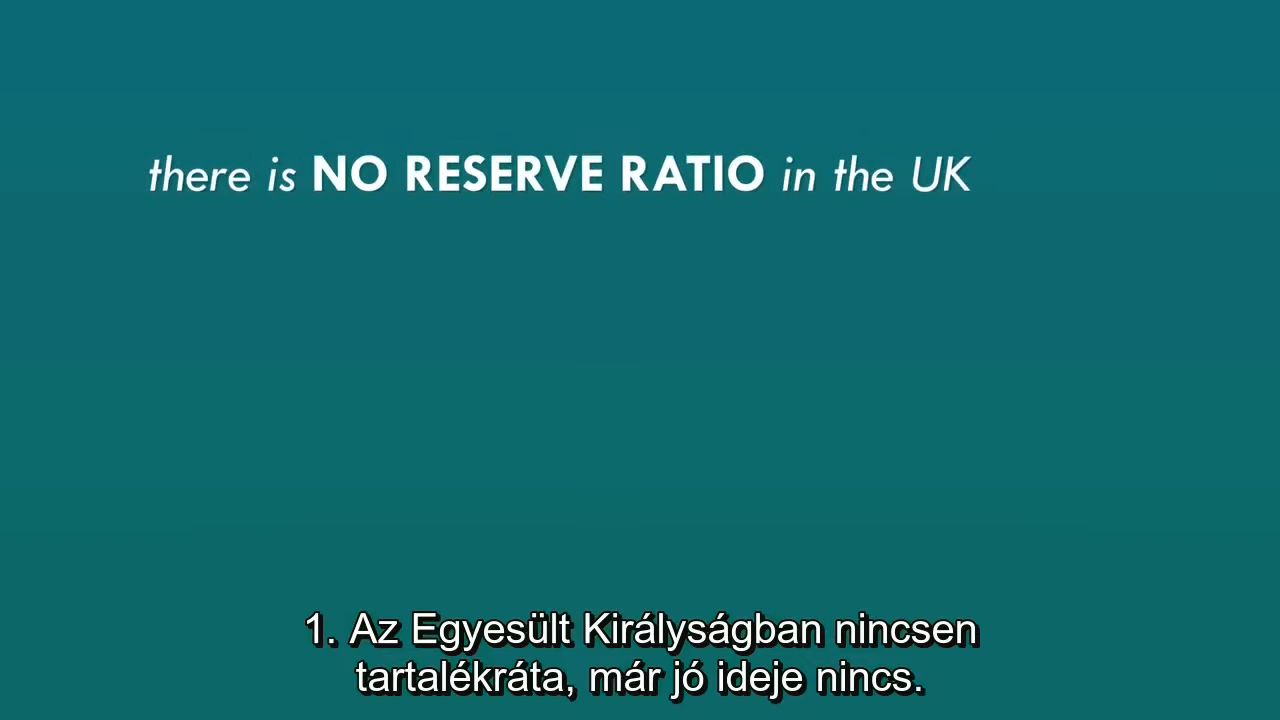 there is NO RESERVE RATIO in the UK
1. Az Egyesült Királyságban nincsen
tartalékráta, már jó ideje nincs.